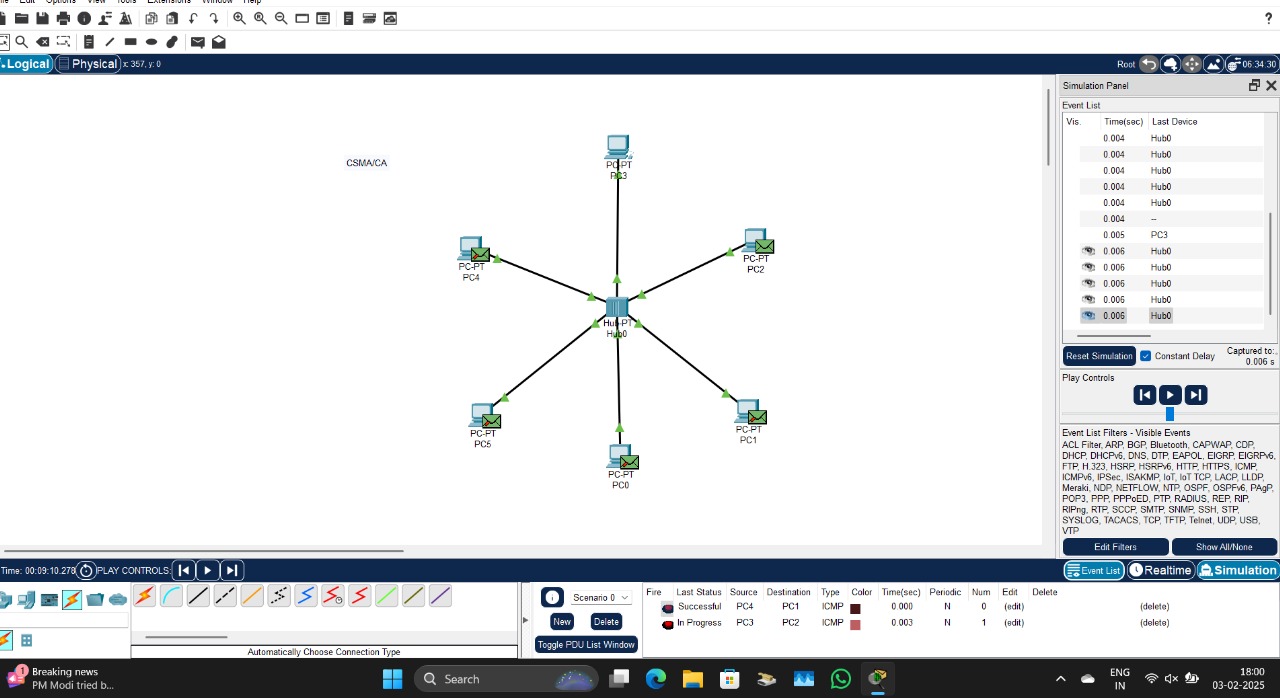 Edit Options View Tools Extensions Window Help
?
Logical Physical x: 357, y: 0 Root 06:34:30
Simulation Panel
Event List
Vis. Time(sec) Last Device
0.004 Hub0
0.004 Hub0
0.004 Hub0
0.004 Hub0
0.004 Hub0
0.004 --
0.005 PC3
0.006 Hub0
0.006 Hub0
0.006 Hub0
0.006 Hub0
0.006 Hub0
Reset Simulation Constant Delay Captured to:
0.006 s
Play Controls
Event List Filters - Visible Events
ACL Filter, ARP, BGP, Bluetooth, CAPWAP, CDP,
DHCP, DHCPv6, DNS, DTP, EAPOL, EIGRP, EIGRPv6,
FTP, H.323, HSRP, HSRPv6, HTTP, HTTPS, ICMP,
ICMPv6, IPSec, ISAKMP, IoT, IoT TCP, LACP, LLDP,
Meraki, NDP, NETFLOW, NTP, OSPF, OSPFv6, PAgP,
POP3, PPP, PPPoED, PTP, RADIUS, REP, RIP,
RIPng, RTP, SCCP, SMTP, SNMP, SSH, STP,
SYSLOG, TACACS, TCP, TFTP, Telnet, UDP, USB,
VTP
Edit Filters Show All/None
Event List Realtime Simulation
CSMA/CA
PC-PT
PC3
PC-PT
PC4
PC-PT
PC2
Hub-PT
Hub0
PC-PT
PC5
PC-PT
PC1
PC-PT
PC0
Time: 00:09:10.278 PLAY CONTROLS:
Automatically Choose Connection Type
Scenario 0
New Delete
Toggle PDU List Window
Fire Last Status Source Destination Type Color Time(sec) Periodic Num Edit Delete
Successful PC4 PC1 ICMP 0.000 N 0 (edit) (delete)
In Progress PC3 PC2 ICMP 0.003 N 1 (edit) (delete)
1
Breaking news
PM Modi tried b...
Search
ENG
IN
18:00
03-02-2025